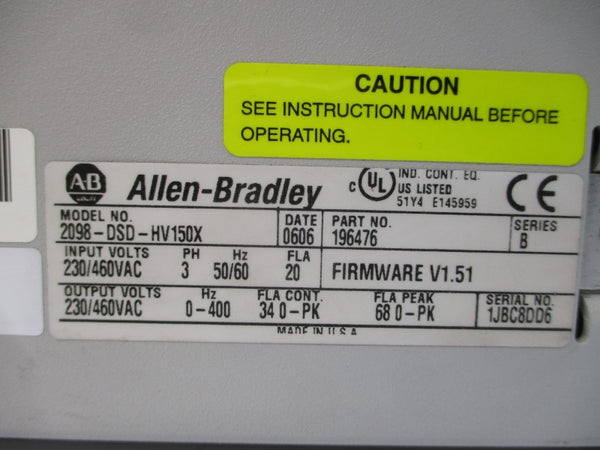 CAUTION
SEE INSTRUCTION MANUAL BEFORE
OPERATING.
AB Allen-Bradley
C UL US LISTED IND. CONT. EQ. 51Y4 E145959 CE
MODEL NO. DATE PART NO. SERIES
2098-DSD-HV150X 0606 196476 B
INPUT VOLTS PH Hz FLA
230/460VAC 3 50/60 20 FIRMWARE V1.51
OUTPUT VOLTS Hz FLA CONT. FLA PEAK SERIAL NO.
230/460VAC 0-400 34 0-PK 68 0-PK 1JBC8DD6
MADE IN U.S.A.